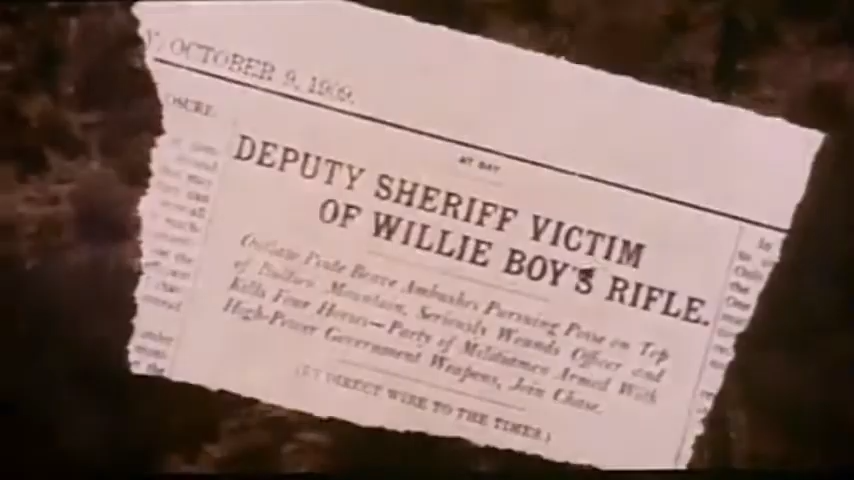 Y, OCTOBER 9, 1909.
AT BAY
DEPUTY SHERIFF VICTIM
OF WILLIE BOY'S RIFLE.
Outlaw Piute Brave Ambushes Pursuing Posse on Top
of Bullion Mountain, Seriously Wounds Officer and
Kills Four Horses—Party of Militiamen Armed With
High-Power Government Weapons, Join Chase.
(BY DIRECT WIRE TO THE TIMES.)